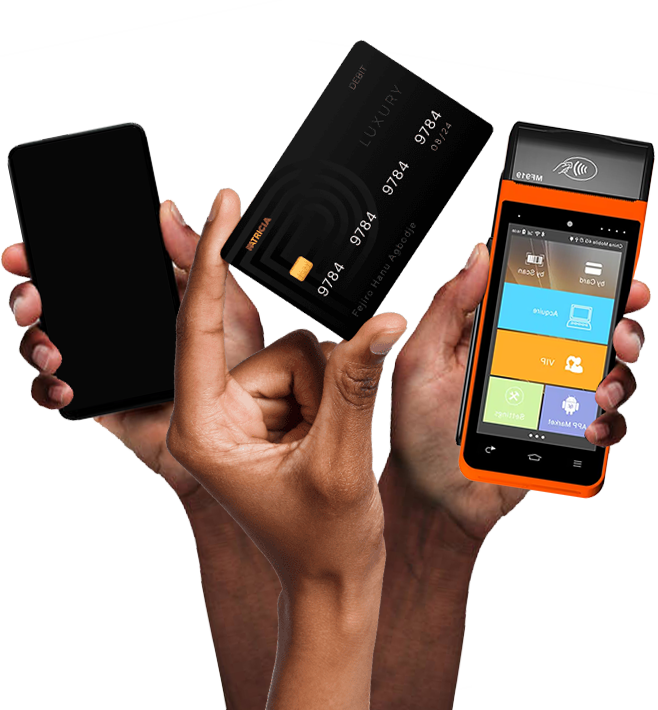 DEBIT
LUXURY
9784 9784 9784 9784
08/24
PATRICIA
Fejiro Hanu Agbodje
MF919
China Mobile 4G
by Scan
by Card
Acquire
VIP
Settings
APP Market